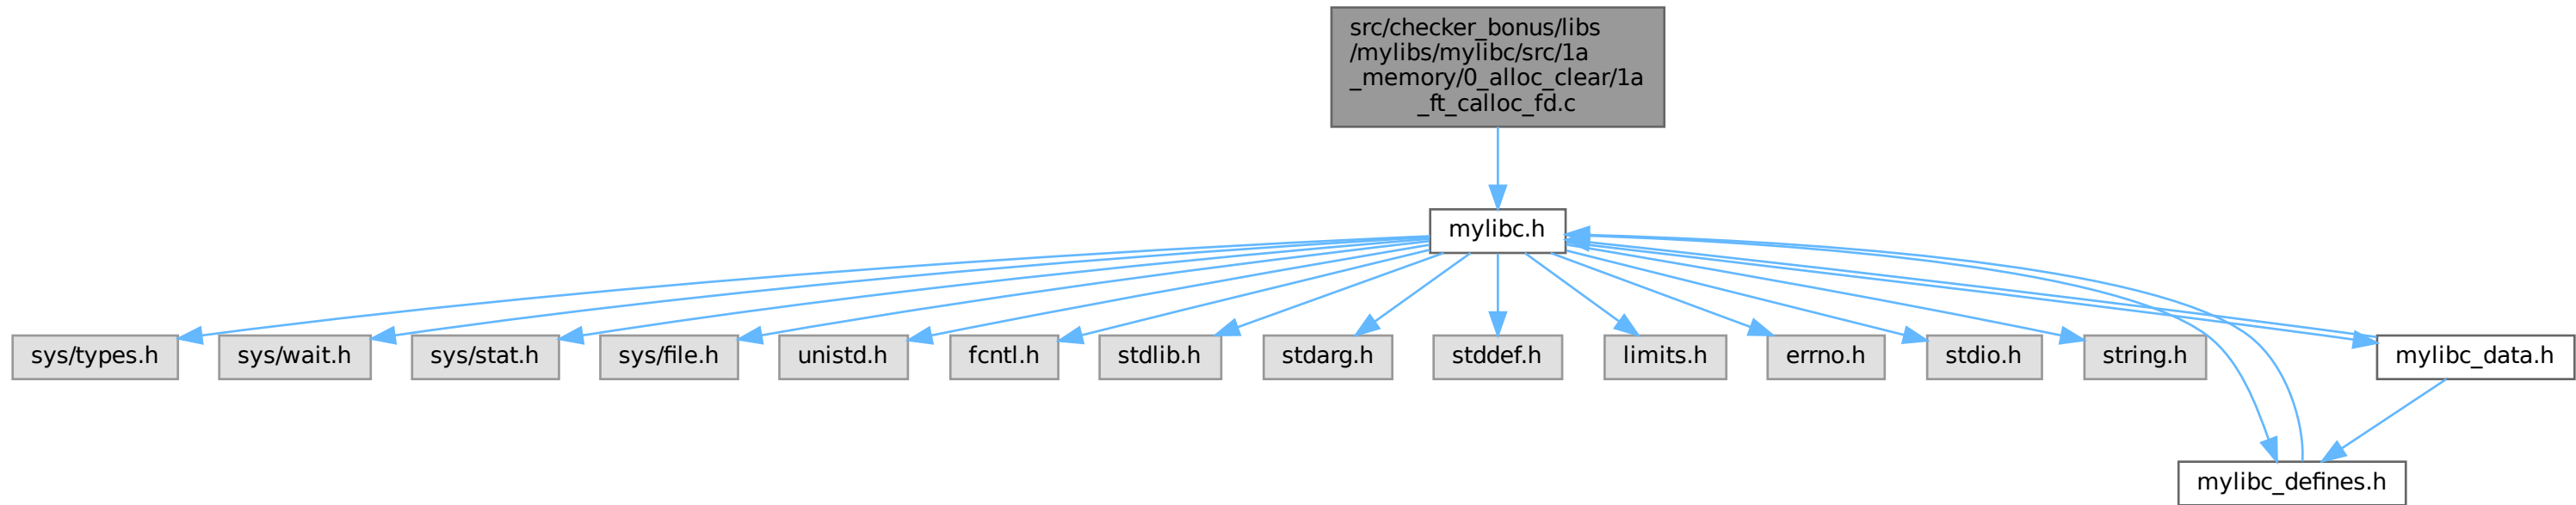 src/checker_bonus/libs
/mylibs/mylibc/src/1a
_memory/0_alloc_clear/1a
_ft_calloc_fd.c
mylibc.h
sys/types.h
sys/wait.h
sys/stat.h
sys/file.h
unistd.h
fcntl.h
stdlib.h
stdarg.h
stddef.h
limits.h
errno.h
stdio.h
string.h
mylibc_data.h
mylibc_defines.h